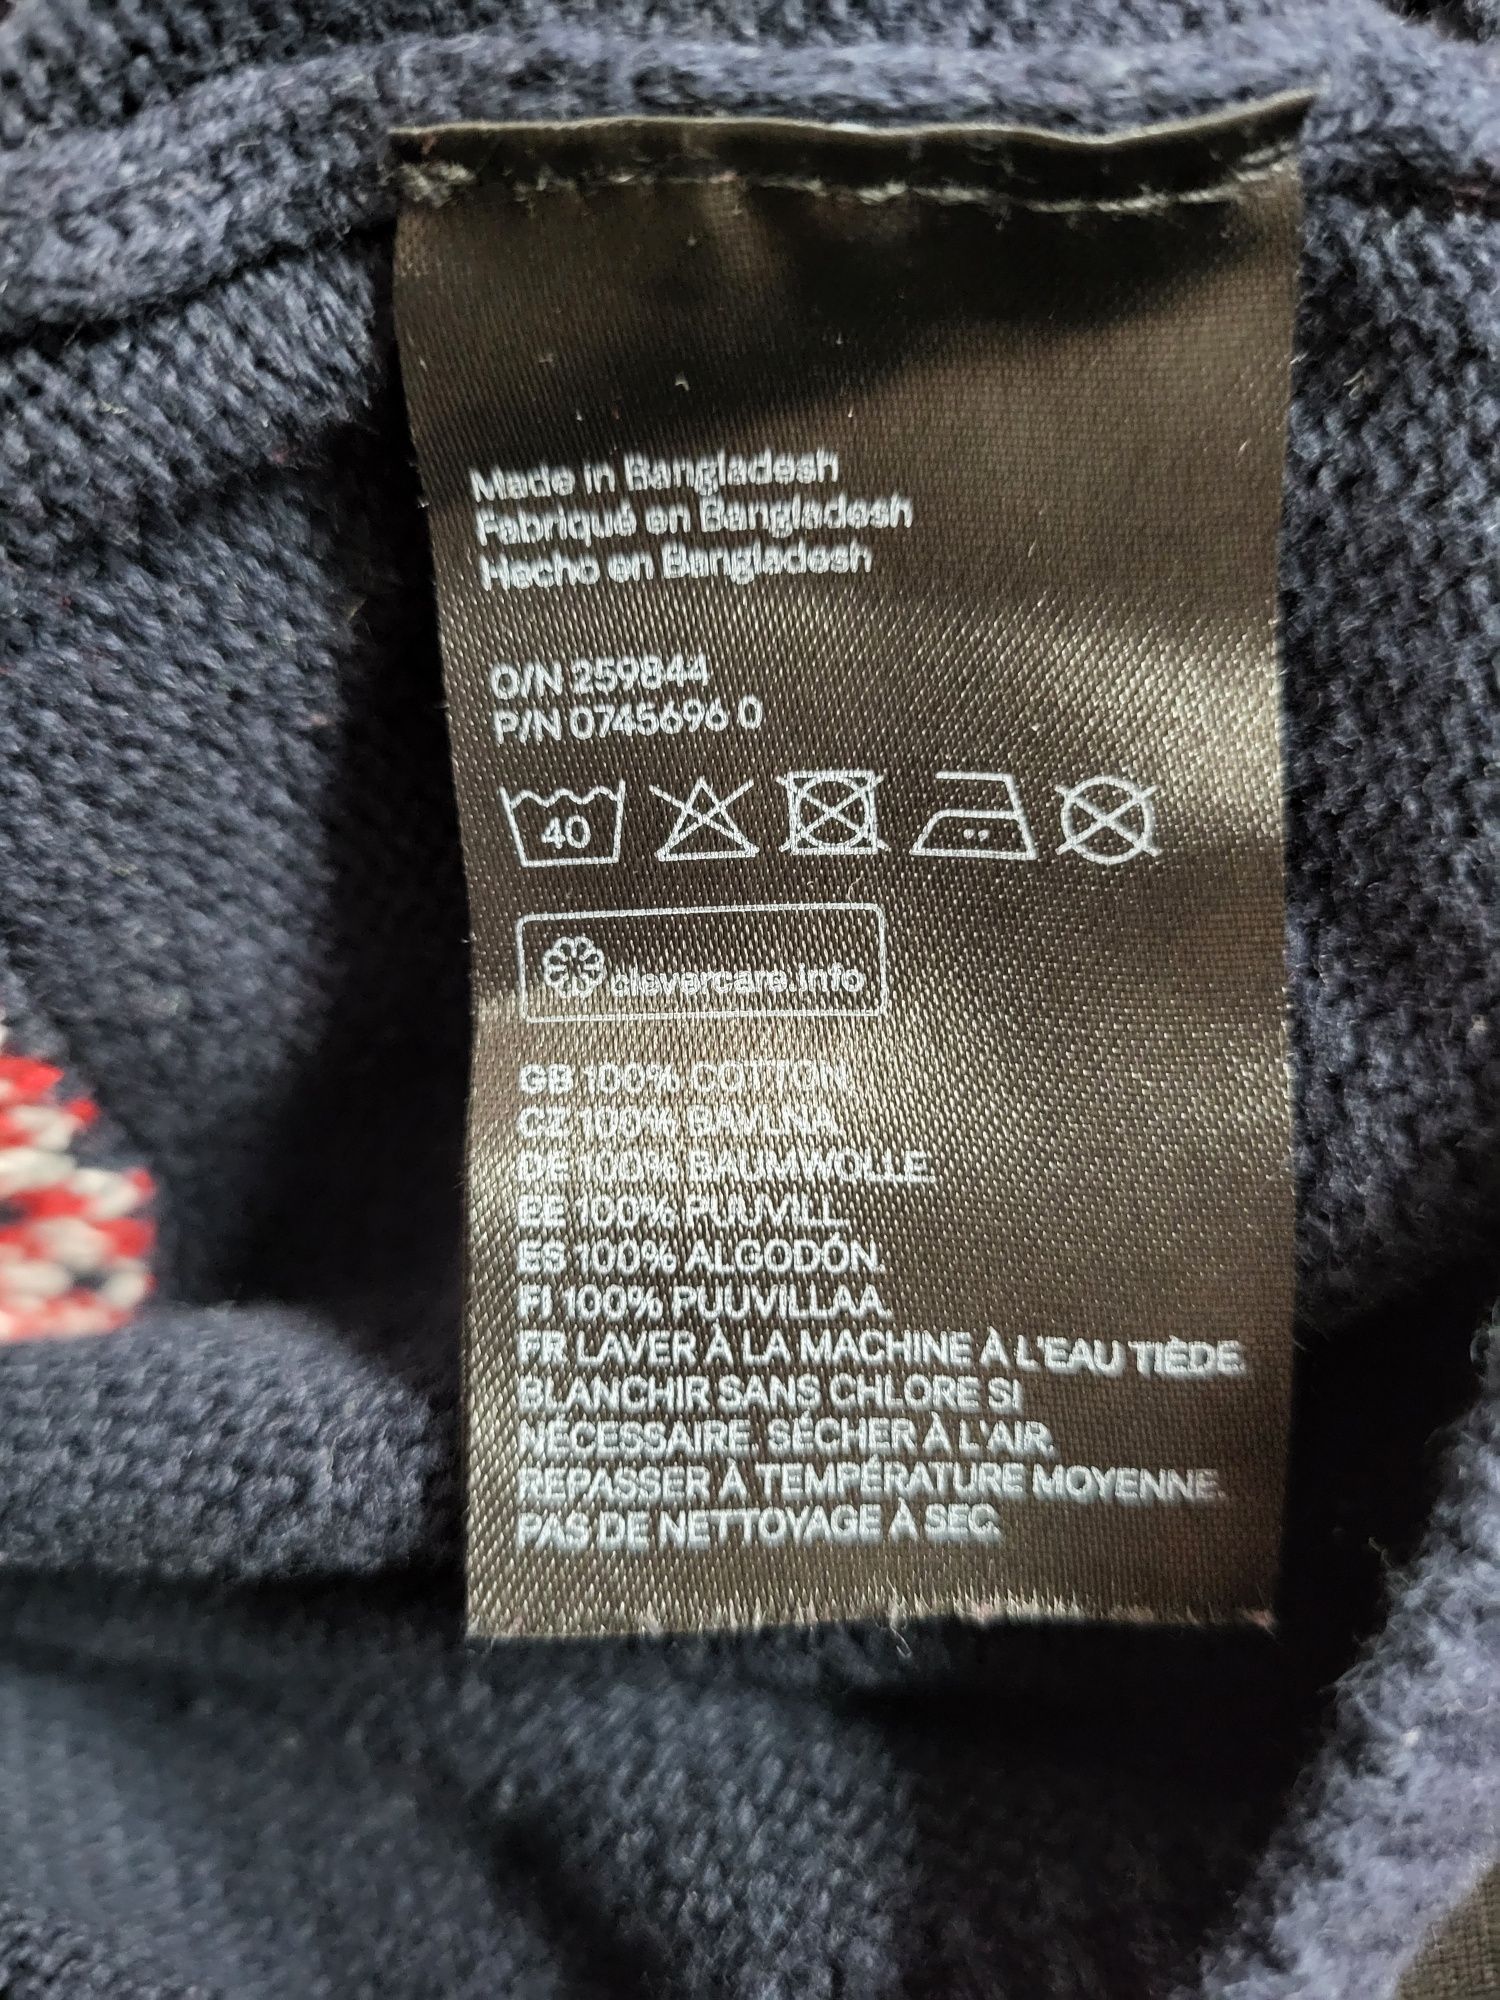 Made in Bangladesh
Fabriqué en Bangladesh
Hecho en Bangladesh
O/N 259844
P/N 0745696 0
40
clevercare.info
GB 100% COTTON.
CZ 100% BAVLNA.
DE 100% BAUMWOLLE.
EE 100% PUUVILL.
ES 100% ALGODÓN.
FI 100% PUUVILLAA.
FR LAVER À LA MACHINE À L'EAU TIÈDE.
BLANCHIR SANS CHLORE SI
NÉCESSAIRE. SÉCHER À L'AIR.
REPASSER À TEMPÉRATURE MOYENNE.
PAS DE NETTOYAGE À SEC.